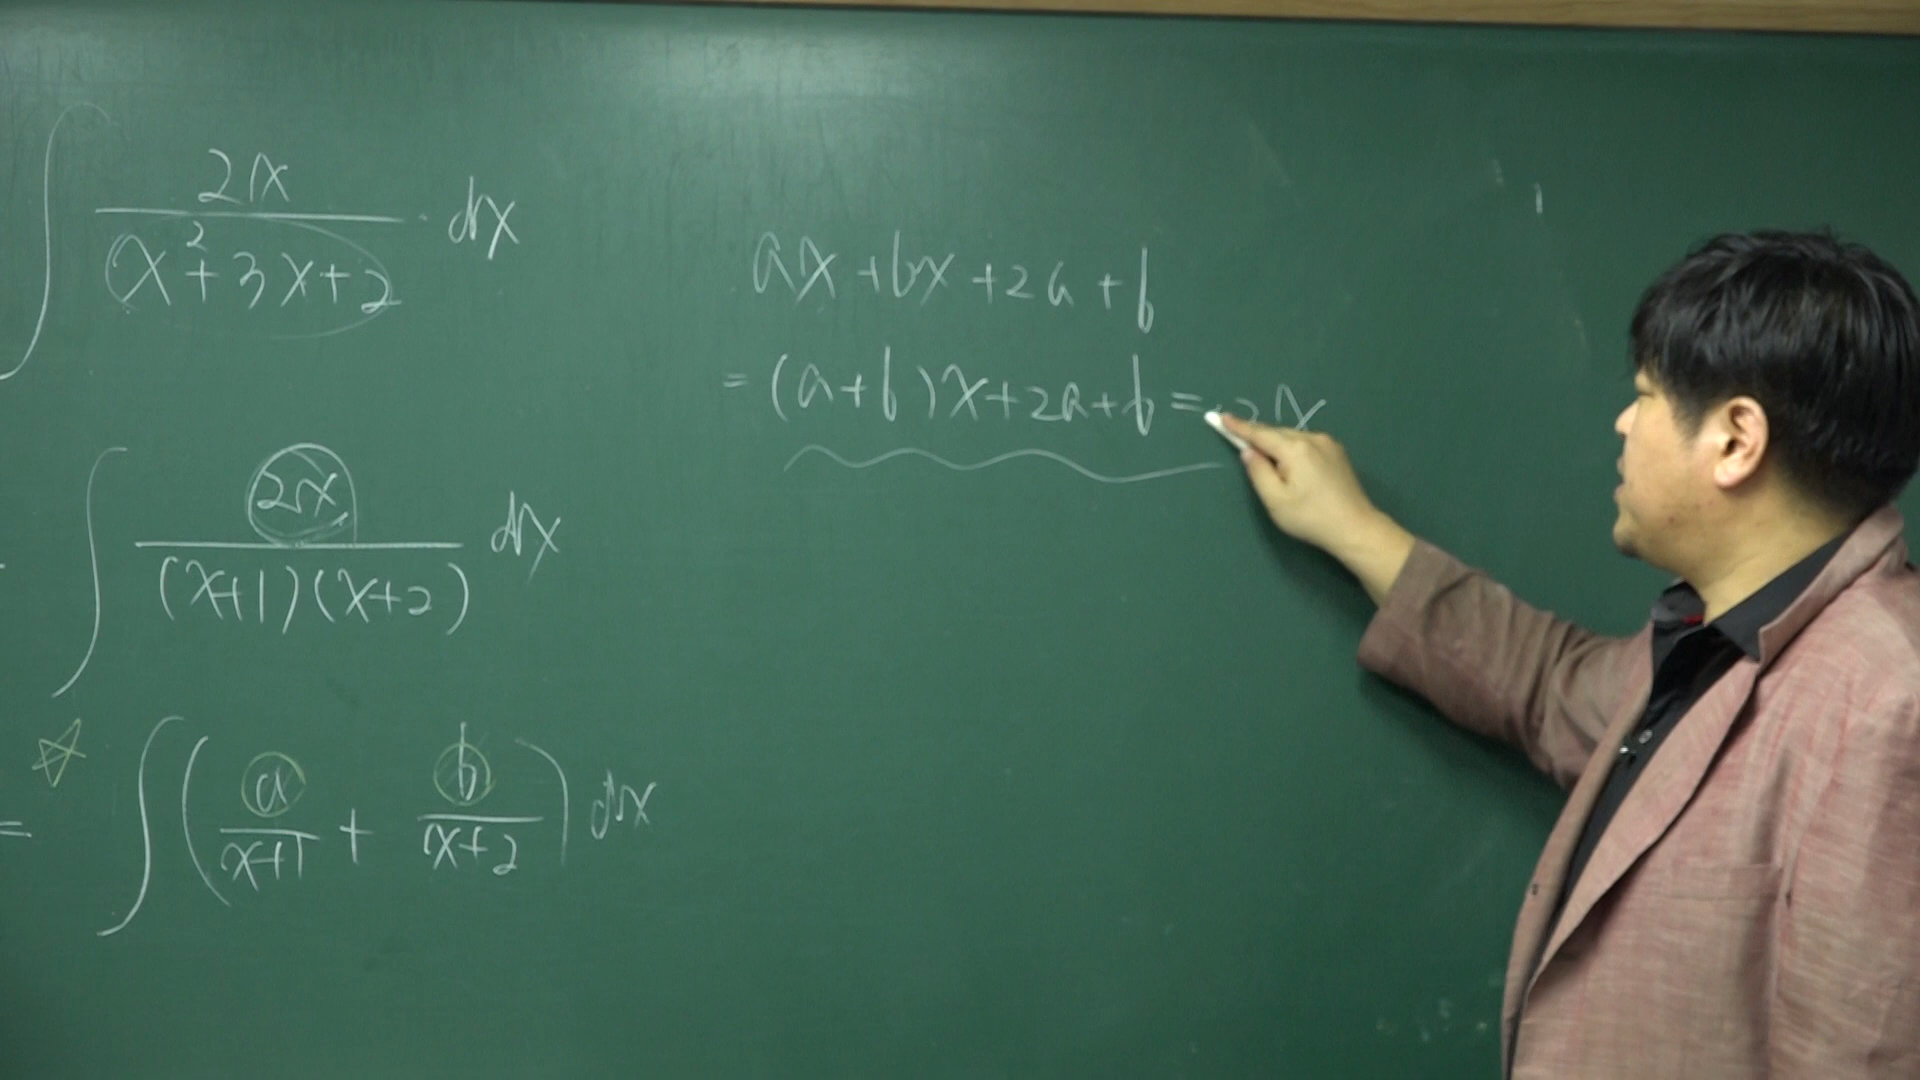 ∫ 2x / (x²+3x+2) dx
∫ 2x / ((x+1)(x+2)) dx
= ∫ ( a/(x+1) + b/(x+2) ) dx
ax+bx+2a+b
= (a+b)x+2a+b = 2x